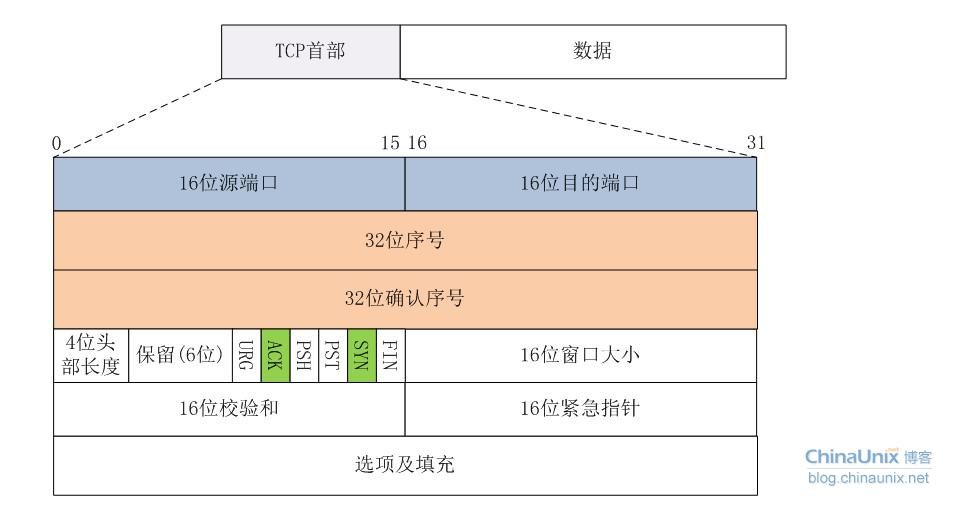 TCP首部
数据
0
15 16
31
16位源端口
16位目的端口
32位序号
32位确认序号
4位头
部长度
保留(6位)
URG
ACK
PSH
PST
SYN
FIN
16位窗口大小
16位校验和
16位紧急指针
选项及填充
ChinaUnix 博客
blog.chinaunix.net